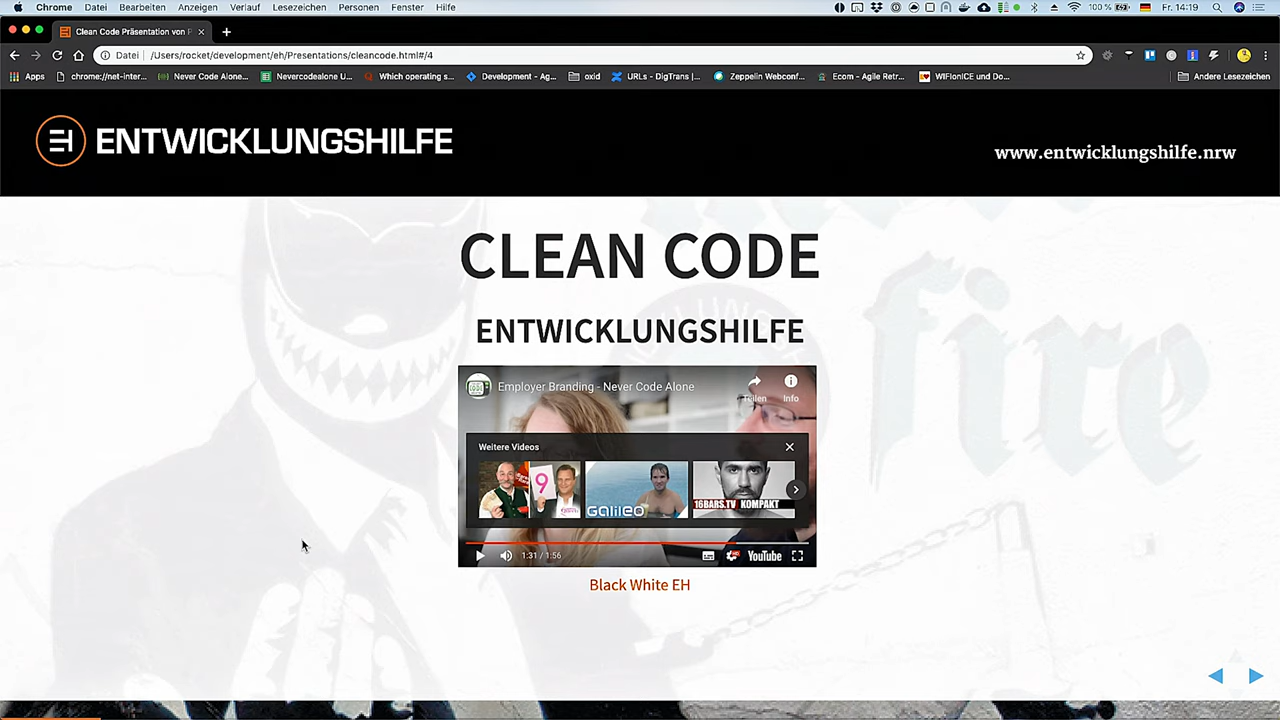 Chrome Datei Bearbeiten Anzeigen Verlauf Lesezeichen Personen Fenster Hilfe 100 % Fr. 14:19
Clean Code Präsentation von P
Datei /Users/rocket/development/eh/Presentations/cleancode.html#/4
Apps chrome://net-inter... Never Code Alone... Nevercodealone U... Which operating s... Development - Ag... oxid URLs - DigTrans |... Zeppelin Webconf... Ecom - Agile Retr... WIFIonICE und Do... Andere Lesezeichen
EH ENTWICKLUNGSHILFE
www.entwicklungshilfe.nrw
CLEAN CODE
fire
ENTWICKLUNGSHILFE
Employer Branding - Never Code Alone
Teilen Info
Weitere Videos
9
Galileo
16BARS.TV KOMPAKT
1:31 / 1:56 YouTube
Black White EH